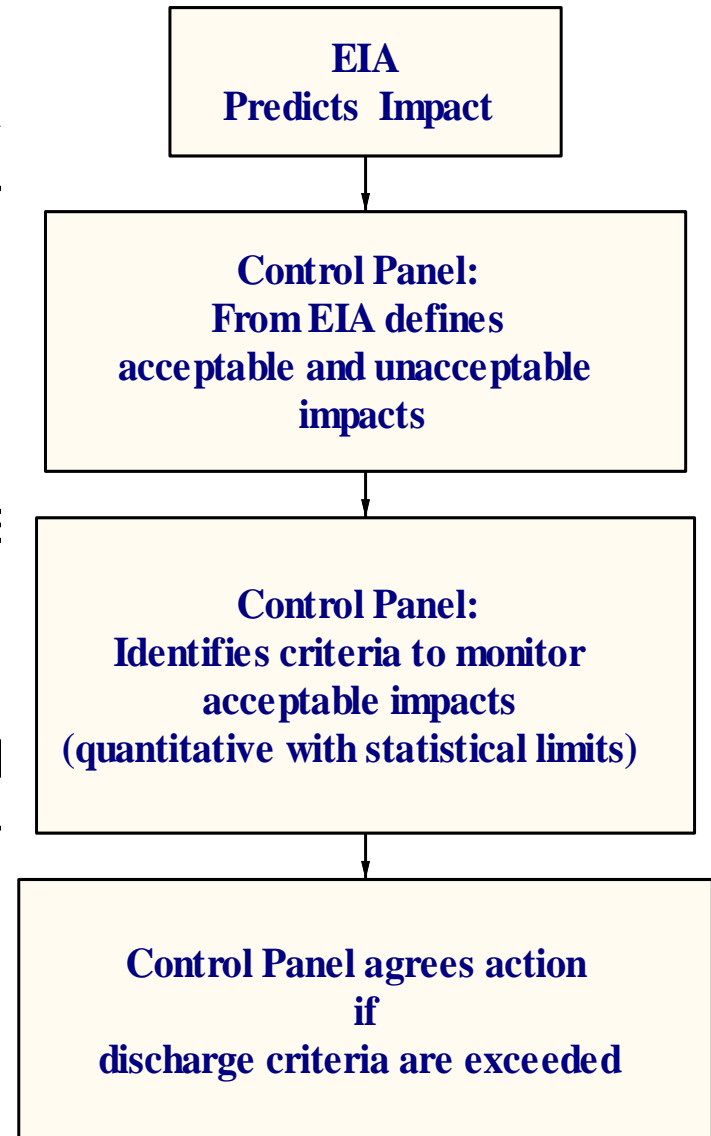 EIA
Predicts Impact
Control Panel:
From EIA defines
acceptable and unacceptable
impacts
Control Panel:
Identifies criteria to monitor
acceptable impacts
(quantitative with statistical limits)
Control Panel agrees action
if
discharge criteria are exceeded